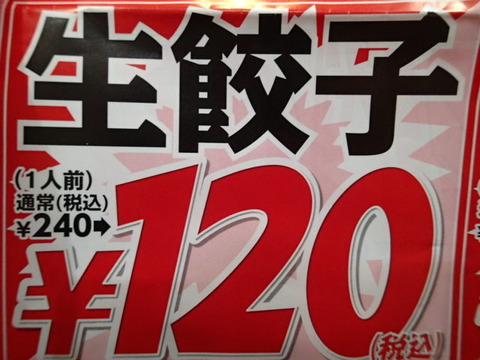 生餃子
(1人前)
通常(税込)
¥240➡
¥120
(税込)